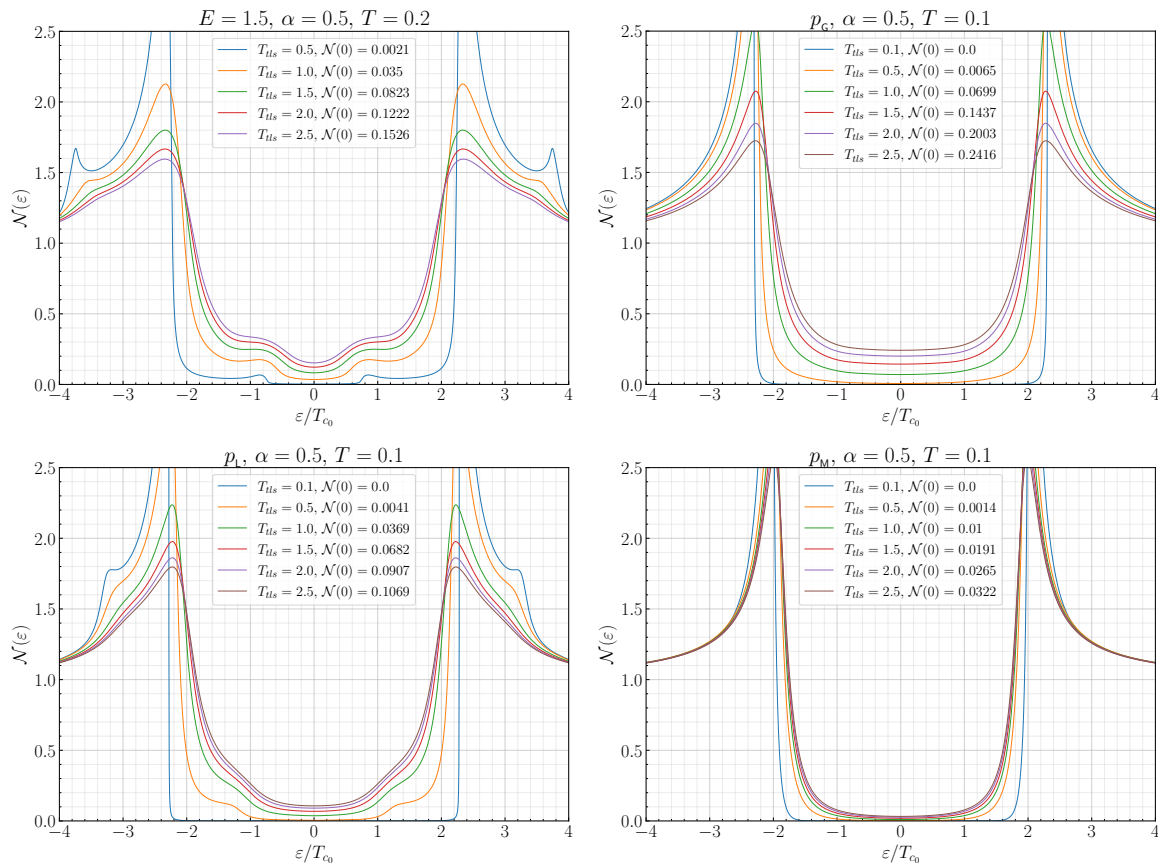 E = 1.5, α = 0.5, T = 0.2
T_tls = 0.5, N(0) = 0.0021
T_tls = 1.0, N(0) = 0.035
T_tls = 1.5, N(0) = 0.0823
T_tls = 2.0, N(0) = 0.1222
T_tls = 2.5, N(0) = 0.1526
N(ε)
2.5
2.0
1.5
1.0
0.5
0.0
−4 −3 −2 −1 0 1 2 3 4
ε/T_c0
p_G, α = 0.5, T = 0.1
T_tls = 0.1, N(0) = 0.0
T_tls = 0.5, N(0) = 0.0065
T_tls = 1.0, N(0) = 0.0699
T_tls = 1.5, N(0) = 0.1437
T_tls = 2.0, N(0) = 0.2003
T_tls = 2.5, N(0) = 0.2416
N(ε)
2.5
2.0
1.5
1.0
0.5
0.0
−4 −3 −2 −1 0 1 2 3 4
ε/T_c0
p_L, α = 0.5, T = 0.1
T_tls = 0.1, N(0) = 0.0
T_tls = 0.5, N(0) = 0.0041
T_tls = 1.0, N(0) = 0.0369
T_tls = 1.5, N(0) = 0.0682
T_tls = 2.0, N(0) = 0.0907
T_tls = 2.5, N(0) = 0.1069
N(ε)
2.5
2.0
1.5
1.0
0.5
0.0
−4 −3 −2 −1 0 1 2 3 4
ε/T_c0
p_M, α = 0.5, T = 0.1
T_tls = 0.1, N(0) = 0.0
T_tls = 0.5, N(0) = 0.0014
T_tls = 1.0, N(0) = 0.01
T_tls = 1.5, N(0) = 0.0191
T_tls = 2.0, N(0) = 0.0265
T_tls = 2.5, N(0) = 0.0322
N(ε)
2.5
2.0
1.5
1.0
0.5
0.0
−4 −3 −2 −1 0 1 2 3 4
ε/T_c0